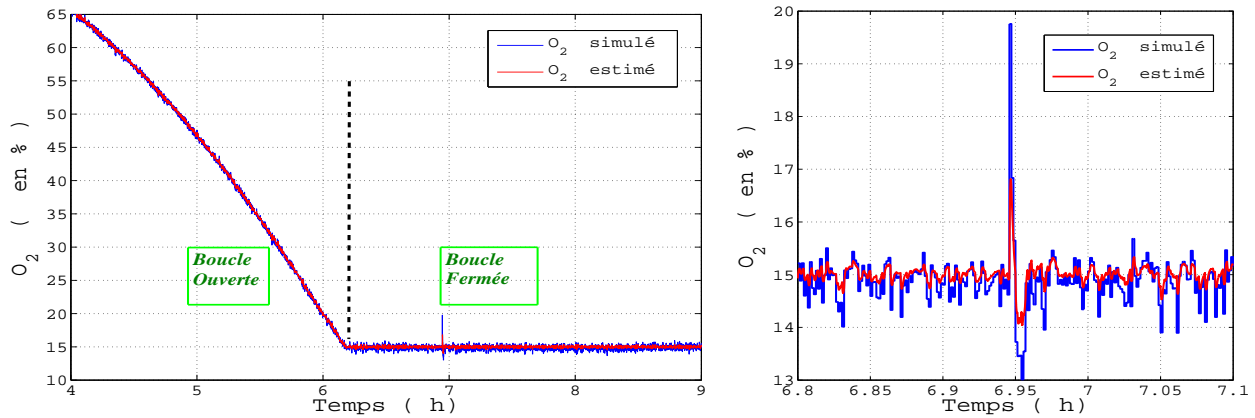 65
60
55
50
45
40
35
30
25
20
15
10
O2 ( en % )
4
5
6
7
8
9
Temps ( h)
O2 simulé
O2 estimé
Boucle
Ouverte
Boucle
Fermée
20
19
18
17
16
15
14
13
O2 ( en % )
6.8
6.85
6.9
6.95
7
7.05
7.1
Temps ( h)
O2 simulé
O2 estimé